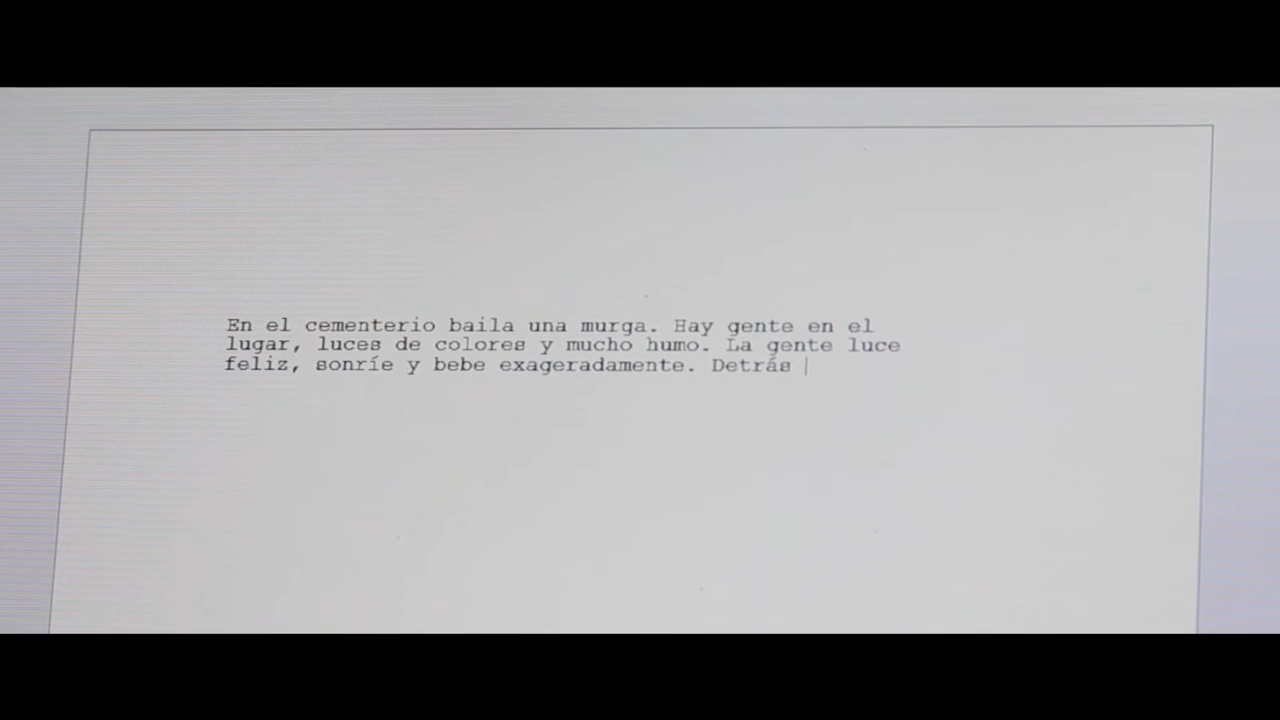 En el cementerio baila una murga. Hay gente en el
lugar, luces de colores y mucho humo. La gente luce
feliz, sonríe y bebe exageradamente. Detrás